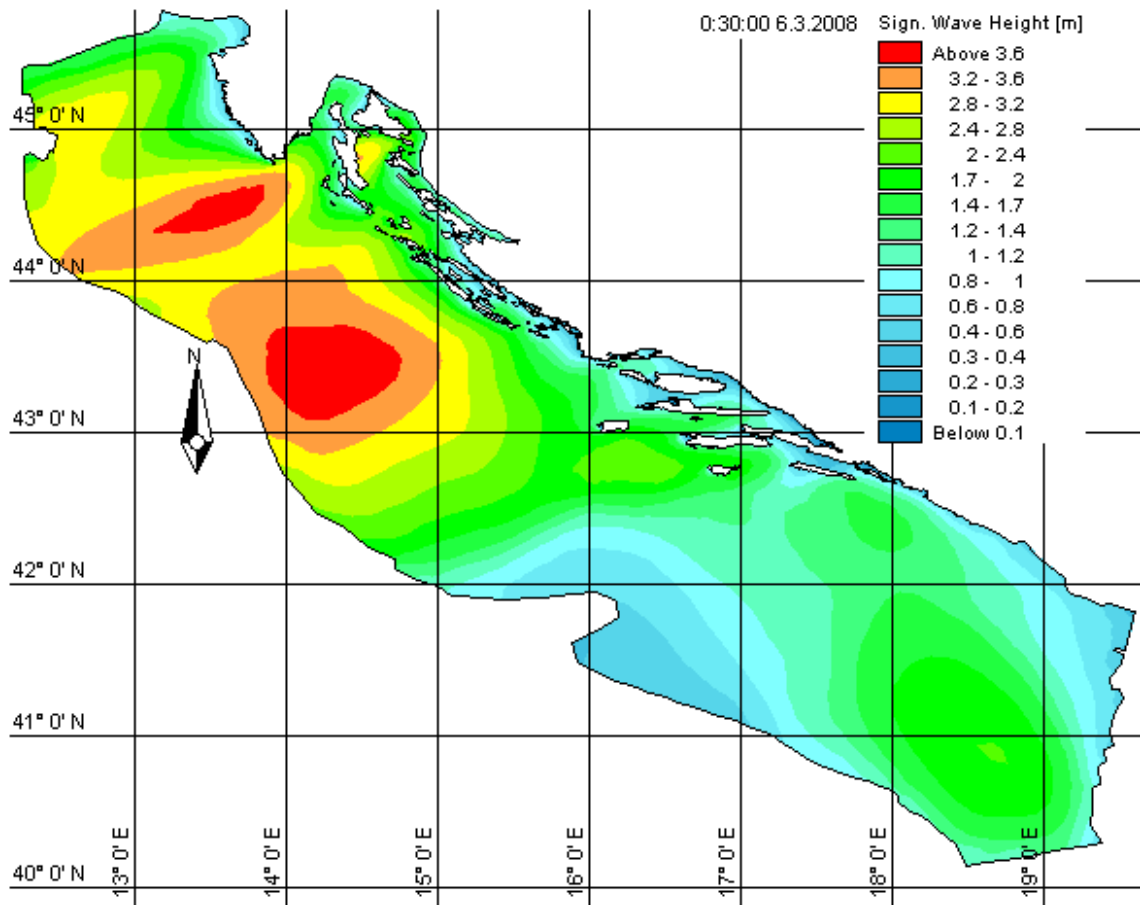 0:30:00 6.3.2008
Sign. Wave Height [m]
Above 3.6
3.2 - 3.6
2.8 - 3.2
2.4 - 2.8
2 - 2.4
1.7 - 2
1.4 - 1.7
1.2 - 1.4
1 - 1.2
0.8 - 1
0.6 - 0.8
0.4 - 0.6
0.3 - 0.4
0.2 - 0.3
0.1 - 0.2
Below 0.1
45° 0' N
44° 0' N
43° 0' N
42° 0' N
41° 0' N
40° 0' N
N
13° 0' E
14° 0' E
15° 0' E
16° 0' E
17° 0' E
18° 0' E
19° 0' E